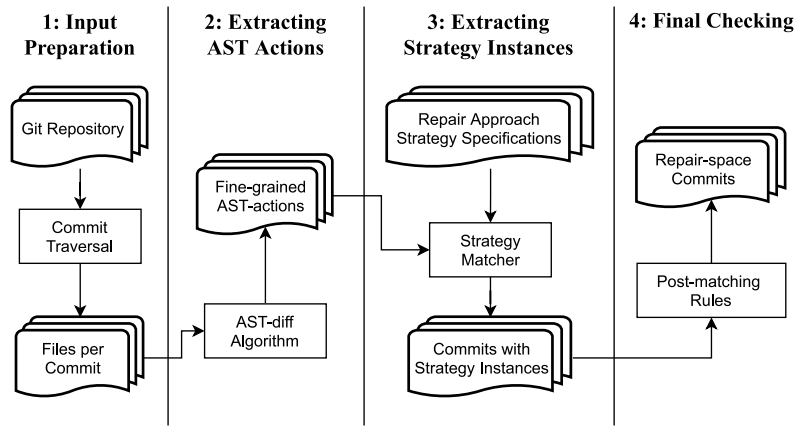 1: Input
Preparation
Git Repository
Commit
Traversal
Files per
Commit
2: Extracting
AST Actions
Fine-grained
AST-actions
AST-diff
Algorithm
3: Extracting
Strategy Instances
Repair Approach
Strategy Specifications
Strategy
Matcher
Commits with
Strategy Instances
4: Final Checking
Repair-space
Commits
Post-matching
Rules